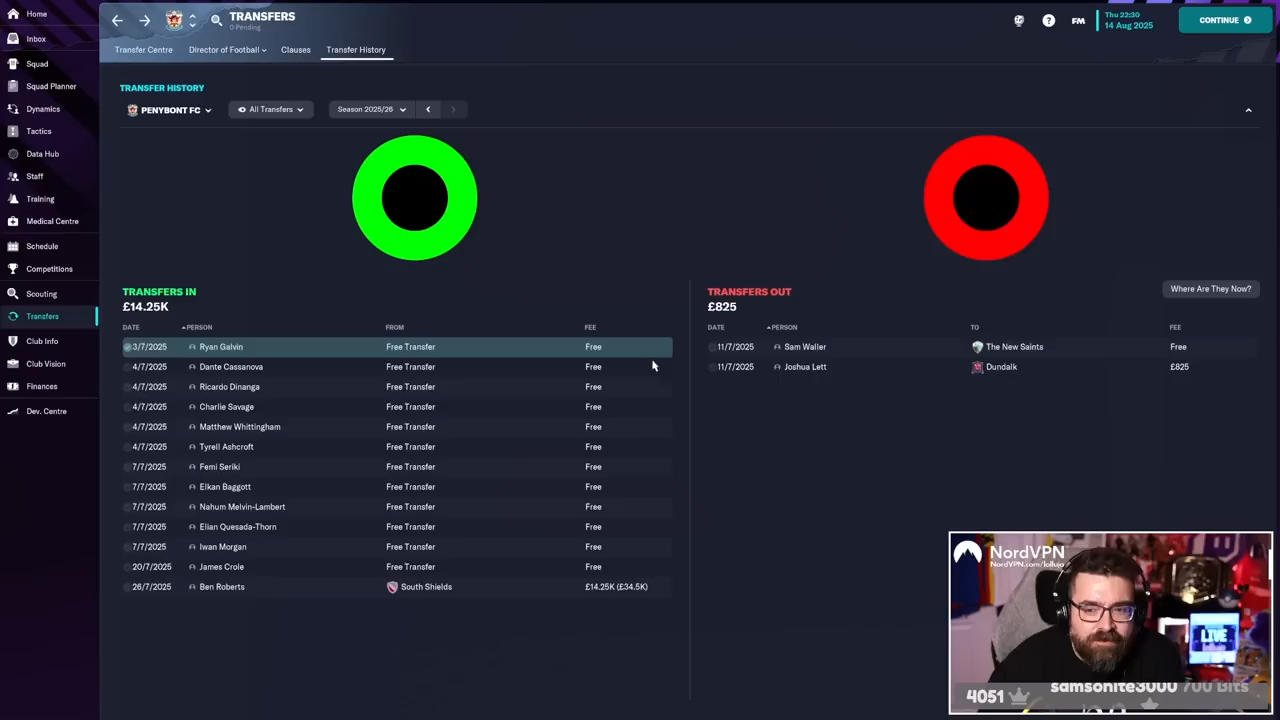 Home
Inbox
Squad
Squad Planner
Dynamics
Tactics
Data Hub
Staff
Training
Medical Centre
Schedule
Competitions
Scouting
Transfers
Club Info
Club Vision
Finances
Dev. Centre
TRANSFERS
0 Pending
FM
Thu 22:30
14 Aug 2025
CONTINUE
Transfer Centre Director of Football Clauses Transfer History
TRANSFER HISTORY
PENYBONT FC All Transfers Season 2025/26
TRANSFERS IN
£14.25K
DATE PERSON FROM FEE
3/7/2025 Ryan Galvin Free Transfer Free
4/7/2025 Dante Cassanova Free Transfer Free
4/7/2025 Ricardo Dinanga Free Transfer Free
4/7/2025 Charlie Savage Free Transfer Free
4/7/2025 Matthew Whittingham Free Transfer Free
4/7/2025 Tyrell Ashcroft Free Transfer Free
7/7/2025 Femi Seriki Free Transfer Free
7/7/2025 Elkan Baggott Free Transfer Free
7/7/2025 Nahum Melvin-Lambert Free Transfer Free
7/7/2025 Elian Quesada-Thorn Free Transfer Free
7/7/2025 Iwan Morgan Free Transfer Free
20/7/2025 James Crole Free Transfer Free
26/7/2025 Ben Roberts South Shields £14.25K (£34.5K)
TRANSFERS OUT
£825
Where Are They Now?
DATE PERSON TO FEE
11/7/2025 Sam Waller The New Saints Free
11/7/2025 Joshua Lett Dundalk £825
NordVPN
NordVPN.com/lollujo
LIVE
4051 samsonite3000 700 Bits